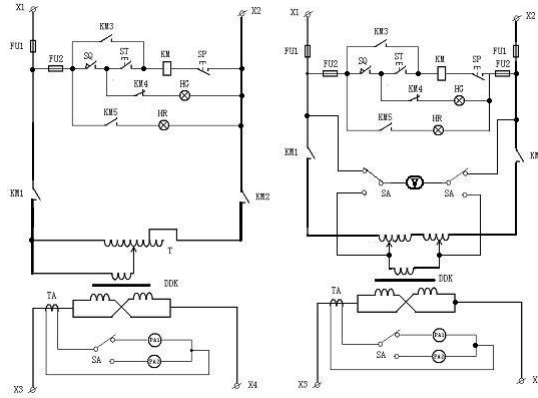 X1
X2
FU1
KM3
FU2
SQ
ST
KM
SP
KM4
HG
KM5
HR
KM1
KM2
T
DDK
TA
PA1
SA
PA2
X3
X4
X1
X2
FU1
FU1
KM3
FU2
SQ
ST
KM
SP
FU2
KM4
HG
KM5
HR
KM1
KM
SA
V
SA
DDK
TA
PA1
SA
PA2
X3
X